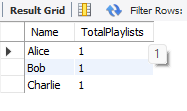 Result Grid Filter Rows:
Name TotalPlaylists
Alice 1
1
Bob 1
Charlie 1